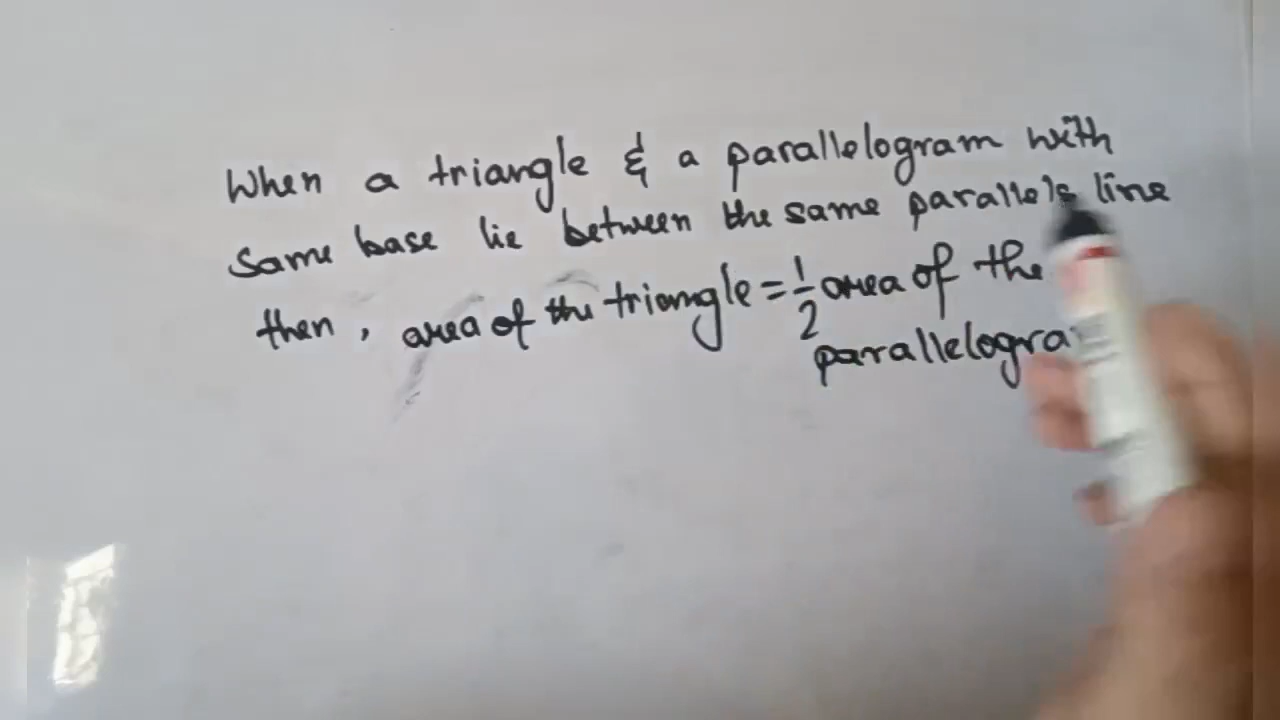 When a triangle & a parallelogram with
same base lie between the same parallels line
then, area of the triangle = 1/2 area of the
parallelogra